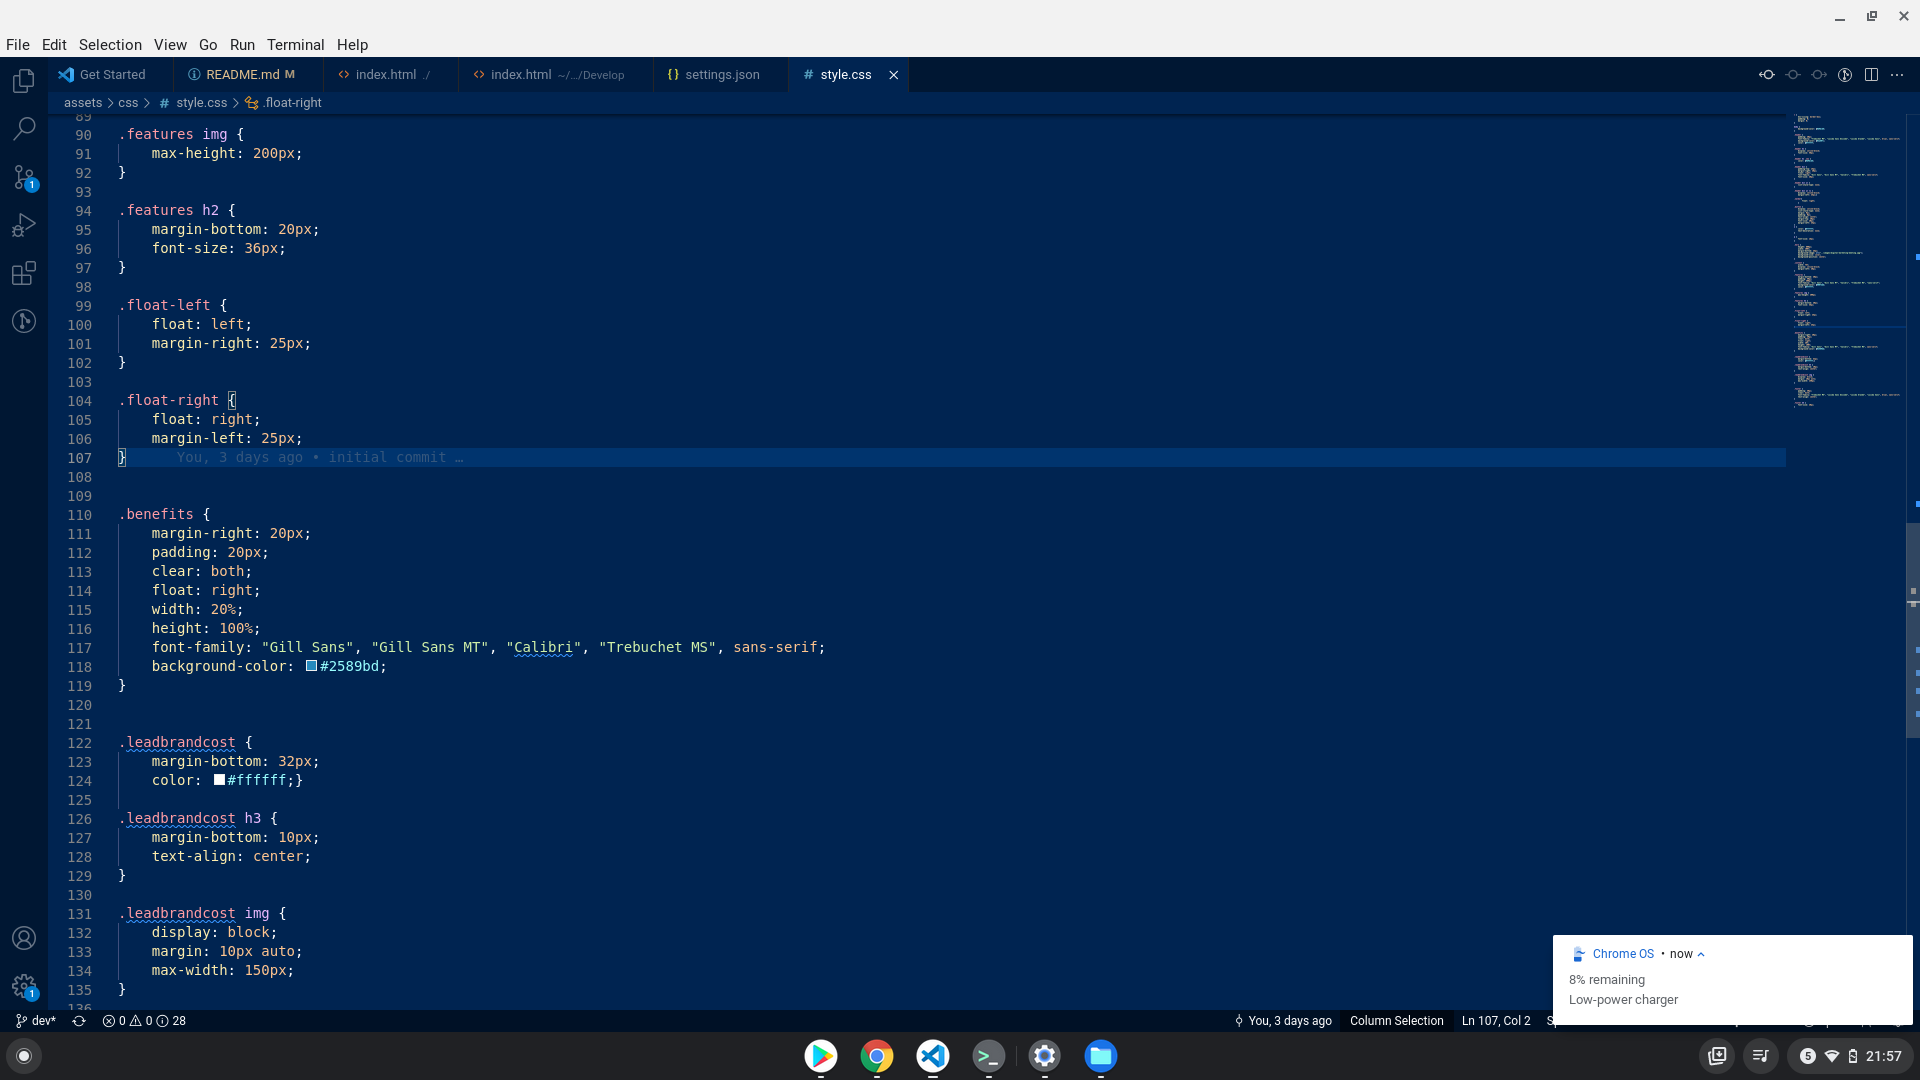 File Edit Selection View Go Run Terminal Help
Get Started README.md M index.html ./ index.html ~/.../Develop settings.json style.css
assets > css > # style.css > .float-right
89
90 .features img {
91 max-height: 200px;
92 }
93
94 .features h2 {
95 margin-bottom: 20px;
96 font-size: 36px;
97 }
98
99 .float-left {
100 float: left;
101 margin-right: 25px;
102 }
103
104 .float-right {
105 float: right;
106 margin-left: 25px;
107 } You, 3 days ago • initial commit …
108
109
110 .benefits {
111 margin-right: 20px;
112 padding: 20px;
113 clear: both;
114 float: right;
115 width: 20%;
116 height: 100%;
117 font-family: "Gill Sans", "Gill Sans MT", "Calibri", "Trebuchet MS", sans-serif;
118 background-color: #2589bd;
119 }
120
121
122 .leadbrandcost {
123 margin-bottom: 32px;
124 color: #ffffff;}
125
126 .leadbrandcost h3 {
127 margin-bottom: 10px;
128 text-align: center;
129 }
130
131 .leadbrandcost img {
132 display: block;
133 margin: 10px auto;
134 max-width: 150px;
135 }
136
Chrome OS • now
8% remaining
Low-power charger
1
1
dev* 0 0 28 You, 3 days ago Column Selection Ln 107, Col 2
5 21:57